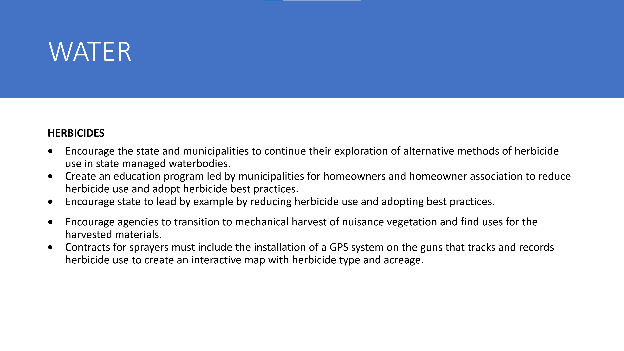 WATER
HERBICIDES
• Encourage the state and municipalities to continue their exploration of alternative methods of herbicide
use in state managed waterbodies.
• Create an education program led by municipalities for homeowners and homeowner association to reduce
herbicide use and adopt herbicide best practices.
• Encourage state to lead by example by reducing herbicide use and adopting best practices.
• Encourage agencies to transition to mechanical harvest of nuisance vegetation and find uses for the
harvested materials.
• Contracts for sprayers must include the installation of a GPS system on the guns that tracks and records
herbicide use to create an interactive map with herbicide type and acreage.